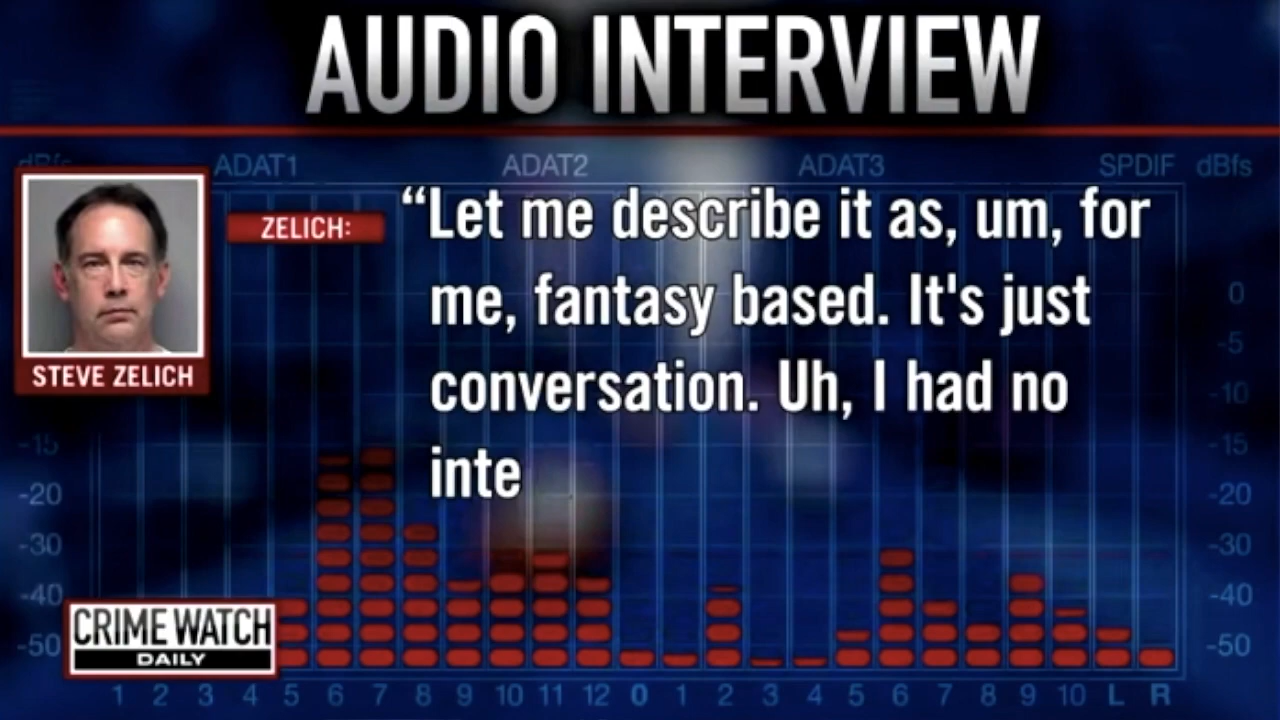 AUDIO INTERVIEW
dBfs ADAT1 ADAT2 ADAT3 SPDIF dBfs
ZELICH: “Let me describe it as, um, for
me, fantasy based. It's just
conversation. Uh, I had no
inte
STEVE ZELICH
0
-5
-10
-15 -15
-20 -20
-30 -30
-40 -40
-50 -50
CRIME WATCH
DAILY
1 2 3 4 5 6 7 8 9 10 11 12 0 1 2 3 4 5 6 7 8 9 10 L R